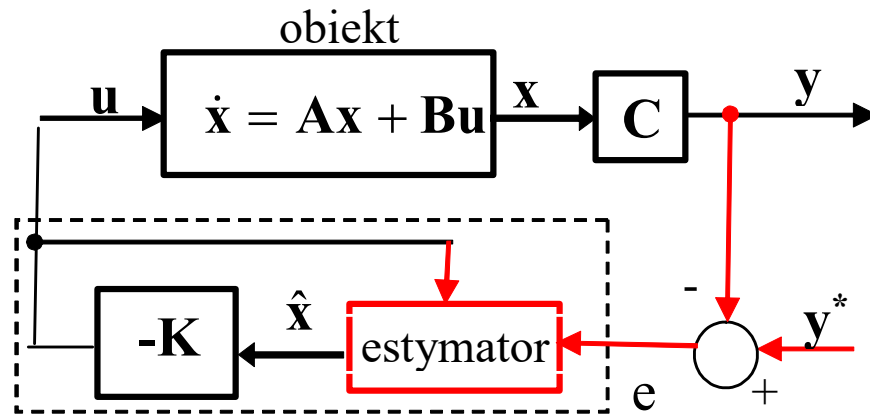 obiekt
u
ẋ = Ax + Bu
x
C
y
-
y*
-K
x̂
estymator
e
+